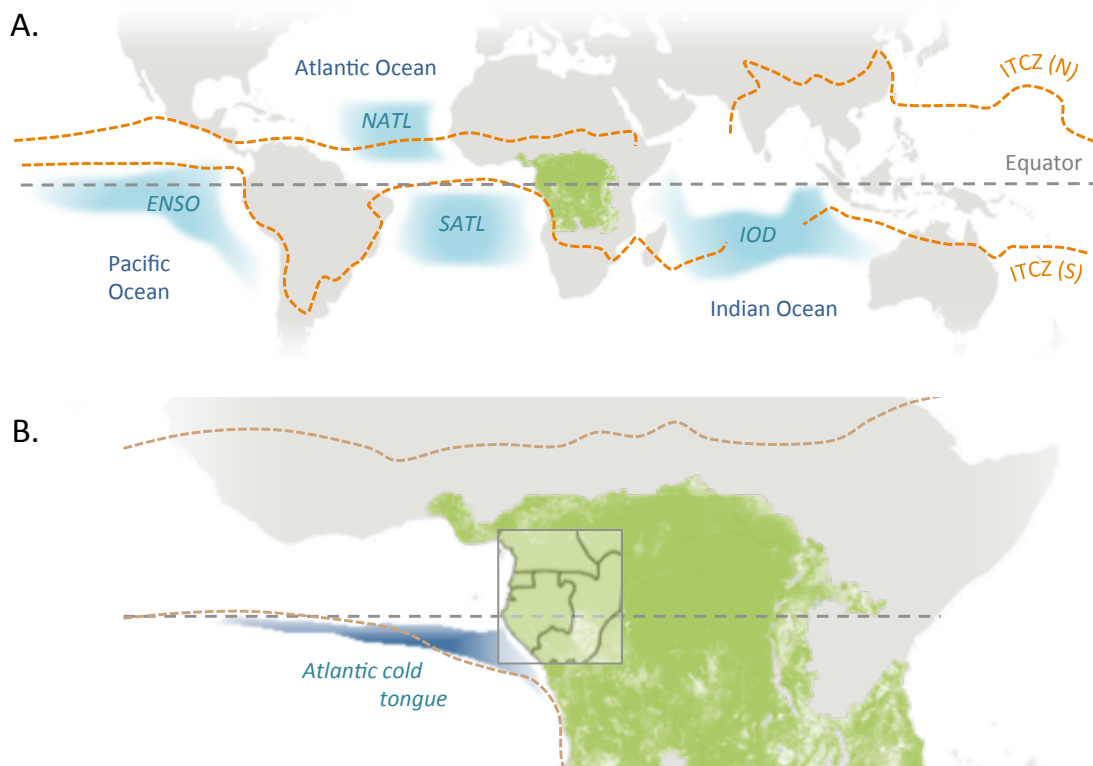 A.
Atlantic Ocean
ITCZ (N)
NATL
Equator
ENSO
SATL
IOD
Pacific
Ocean
ITCZ (S)
Indian Ocean
B.
Atlantic cold
tongue